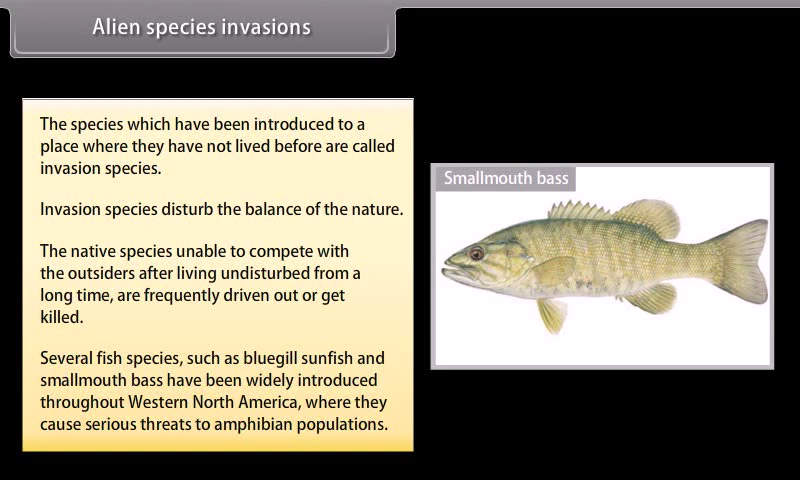 Alien species invasions
The species which have been introduced to a
place where they have not lived before are called
invasion species.
Invasion species disturb the balance of the nature.
The native species unable to compete with
the outsiders after living undisturbed from a
long time, are frequently driven out or get
killed.
Several fish species, such as bluegill sunfish and
smallmouth bass have been widely introduced
throughout Western North America, where they
cause serious threats to amphibian populations.
Smallmouth bass